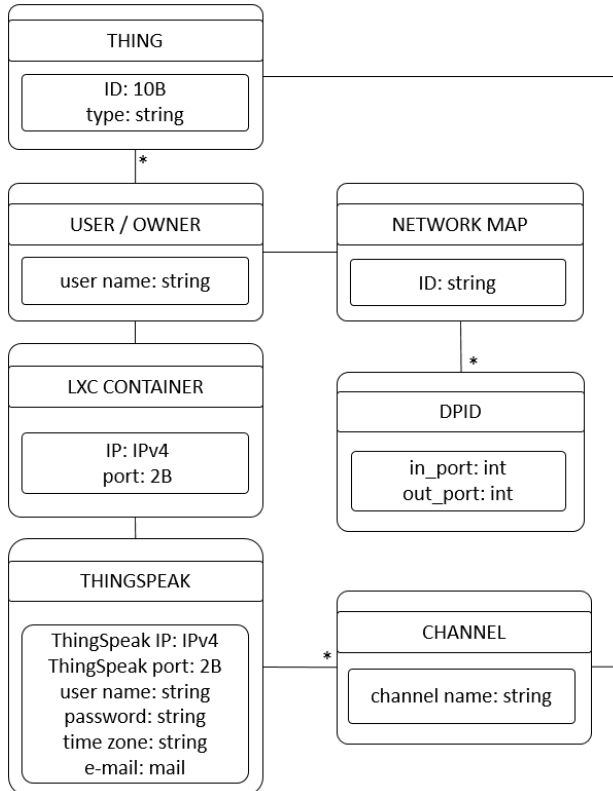 THING
ID: 10B
type: string
*
USER / OWNER
user name: string
NETWORK MAP
ID: string
*
LXC CONTAINER
IP: IPv4
port: 2B
DPID
in_port: int
out_port: int
THINGSPEAK
ThingSpeak IP: IPv4
ThingSpeak port: 2B
user name: string
password: string
time zone: string
e-mail: mail
*
CHANNEL
channel name: string